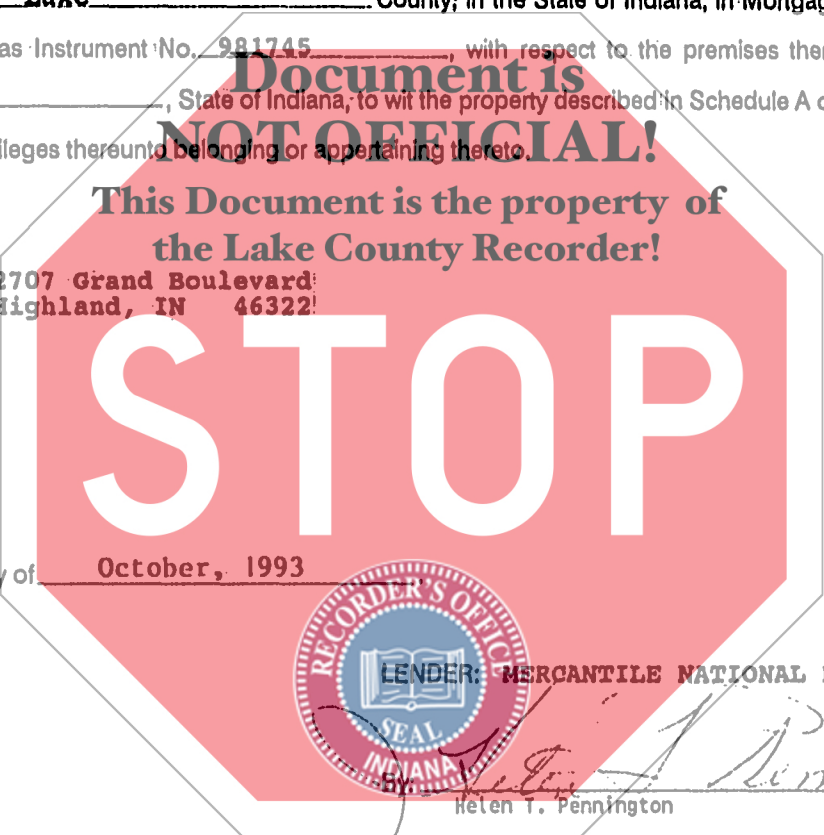 Lake County, in the State of Indiana, in Mortgag
as Instrument No. 981745, with respect to the premises the
, State of Indiana, to wit the property described in Schedule A
ileges thereunto belonging or appertaining thereto.
Document is
NOT OFFICIAL!
This Document is the property of
the Lake County Recorder!
2707 Grand Boulevard
Highland, IN 46322
STOP
y of October, 1993
RECORDER'S OFFICE
SEAL
INDIANA
LENDER: MERCANTILE NATIONAL
By:
Helen T. Pennington